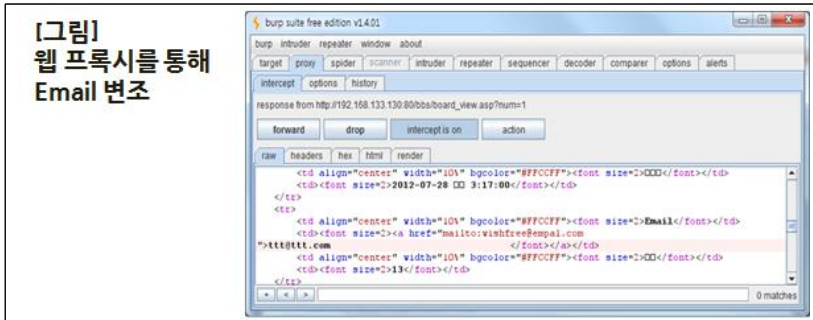 [그림]
웹 프록시를 통해
Email 변조
burp suite free edition v1.4.01
burp intruder repeater window about
target proxy spider scanner intruder repeater sequencer decoder comparer options alerts
intercept options history
response from http://192.168.133.130:80/bbs/board_view.asp?num=1
forward drop intercept is on action
raw headers hex html render
<td align="center" width="10%" bgcolor="#FFCCFF"><font size=2>□□□</font></td>
<td><font size=2>2012-07-28 □□ 3:17:00</font></td>
</tr>
<tr>
<td align="center" width="10%" bgcolor="#FFCCFF"><font size=2>Email</font></td>
<td><font size=2><a href="mailto:wishfree@empal.com
">ttt@ttt.com </font></a></td>
<td align="center" width="10%" bgcolor="#FFCCFF"><font size=2>□□</font></td>
<td><font size=2>13</font></td>
</tr>
+ < > 0 matches